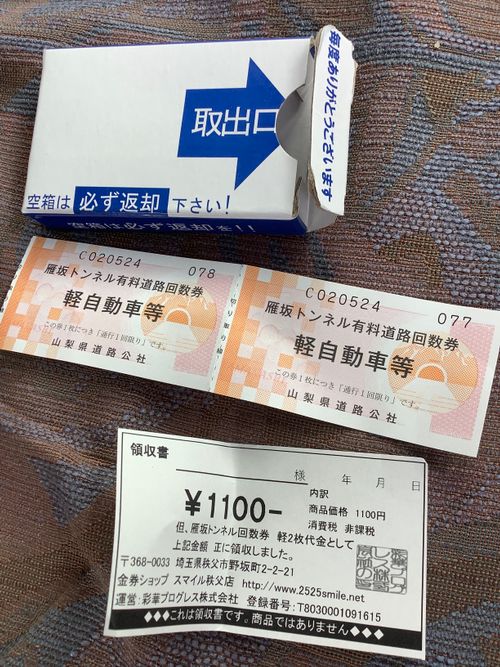 毎度ありがとうございます
取出口
空箱は 必ず返却 下さい！
空箱は必ず返却を！！
C020524 078
雁坂トンネル有料道路回数券
軽自動車等
この券1枚につき「通行1回限り」です。
山梨県道路公社
C020524 077
雁坂トンネル有料道路回数券
軽自動車等
この券1枚につき「通行1回限り」です。
山梨県道路公社
領収書
様 年 月 日
¥1100-
内訳
商品価格 1100円
消費税 非課税
但、雁坂トンネル回数券 軽2枚代金として
上記金額 正に領収しました。
〒368-0033 埼玉県秩父市野坂町2-2-21
金券ショップ スマイル秩父店 http://www.2525smile.net
運営：彩華プログレス株式会社 登録番号:T8030001091615
◆◆◆これは領収書です。商品ではありません◆◆◆